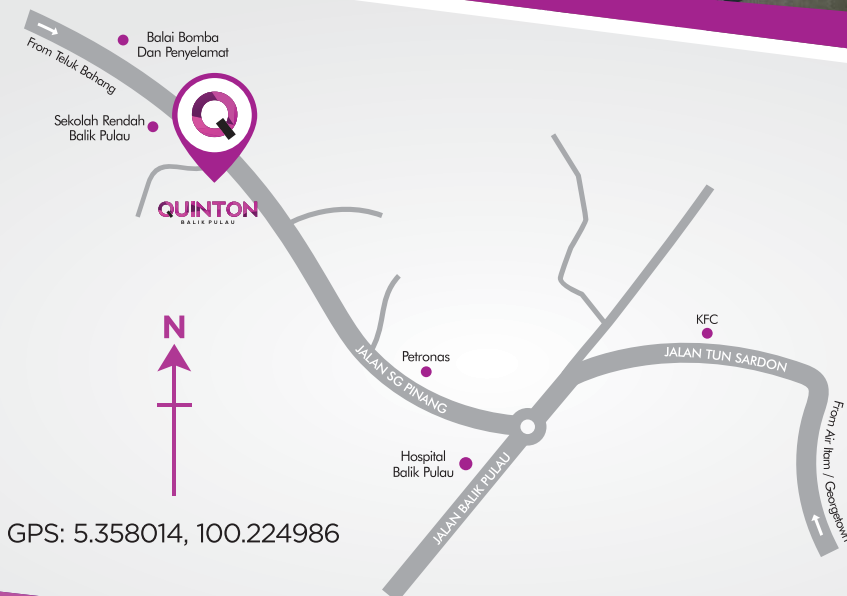 Balai Bomba
Dan Penyelamat
From Teluk Bahang
Sekolah Rendah
Balik Pulau
Q
QUINTON
BALIK PULAU
N
KFC
JALAN TUN SARDON
Petronas
JALAN SG PINANG
From Air Itam / Georgetown
Hospital
Balik Pulau
JALAN BALIK PULAU
GPS: 5.358014, 100.224986